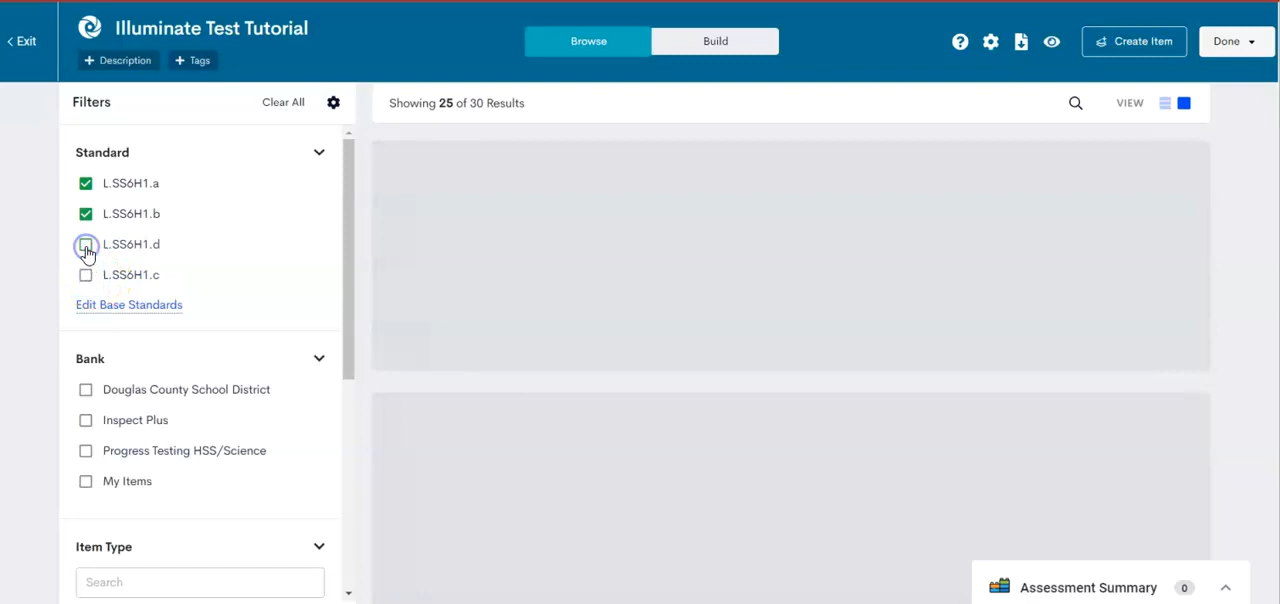 Exit
Illuminate Test Tutorial
Description
Tags
Browse
Build
Create Item
Done
Filters
Clear All
Showing 25 of 30 Results
VIEW
Standard
L.SS6H1.a
L.SS6H1.b
L.SS6H1.d
L.SS6H1.c
Edit Base Standards
Bank
Douglas County School District
Inspect Plus
Progress Testing HSS/Science
My Items
Item Type
Search
Assessment Summary 0